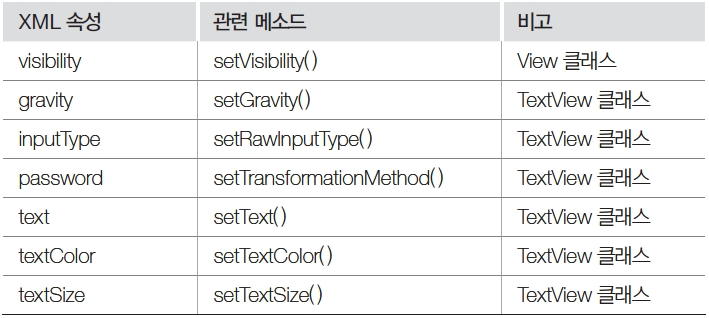 XML 속성 관련 메소드 비고
visibility setVisibility() View 클래스
gravity setGravity() TextView 클래스
inputType setRawInputType() TextView 클래스
password setTransformationMethod() TextView 클래스
text setText() TextView 클래스
textColor setTextColor() TextView 클래스
textSize setTextSize() TextView 클래스